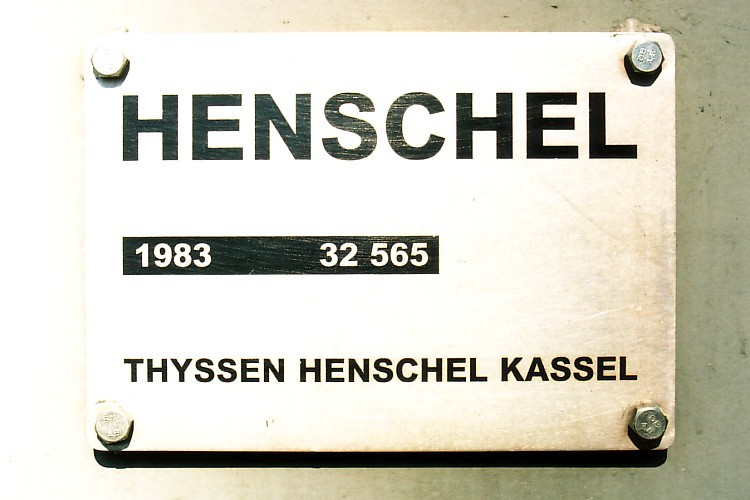 HENSCHEL
1983 32 565
THYSSEN HENSCHEL KASSEL